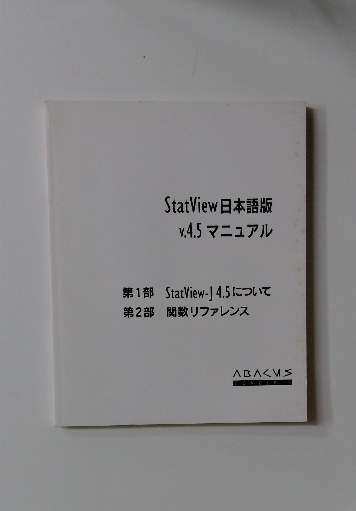 StatView日本語版
v.4.5 マニュアル
第1部 StatView-J 4.5について
第2部 関数リファレンス
ABACUS
CONCEPTS